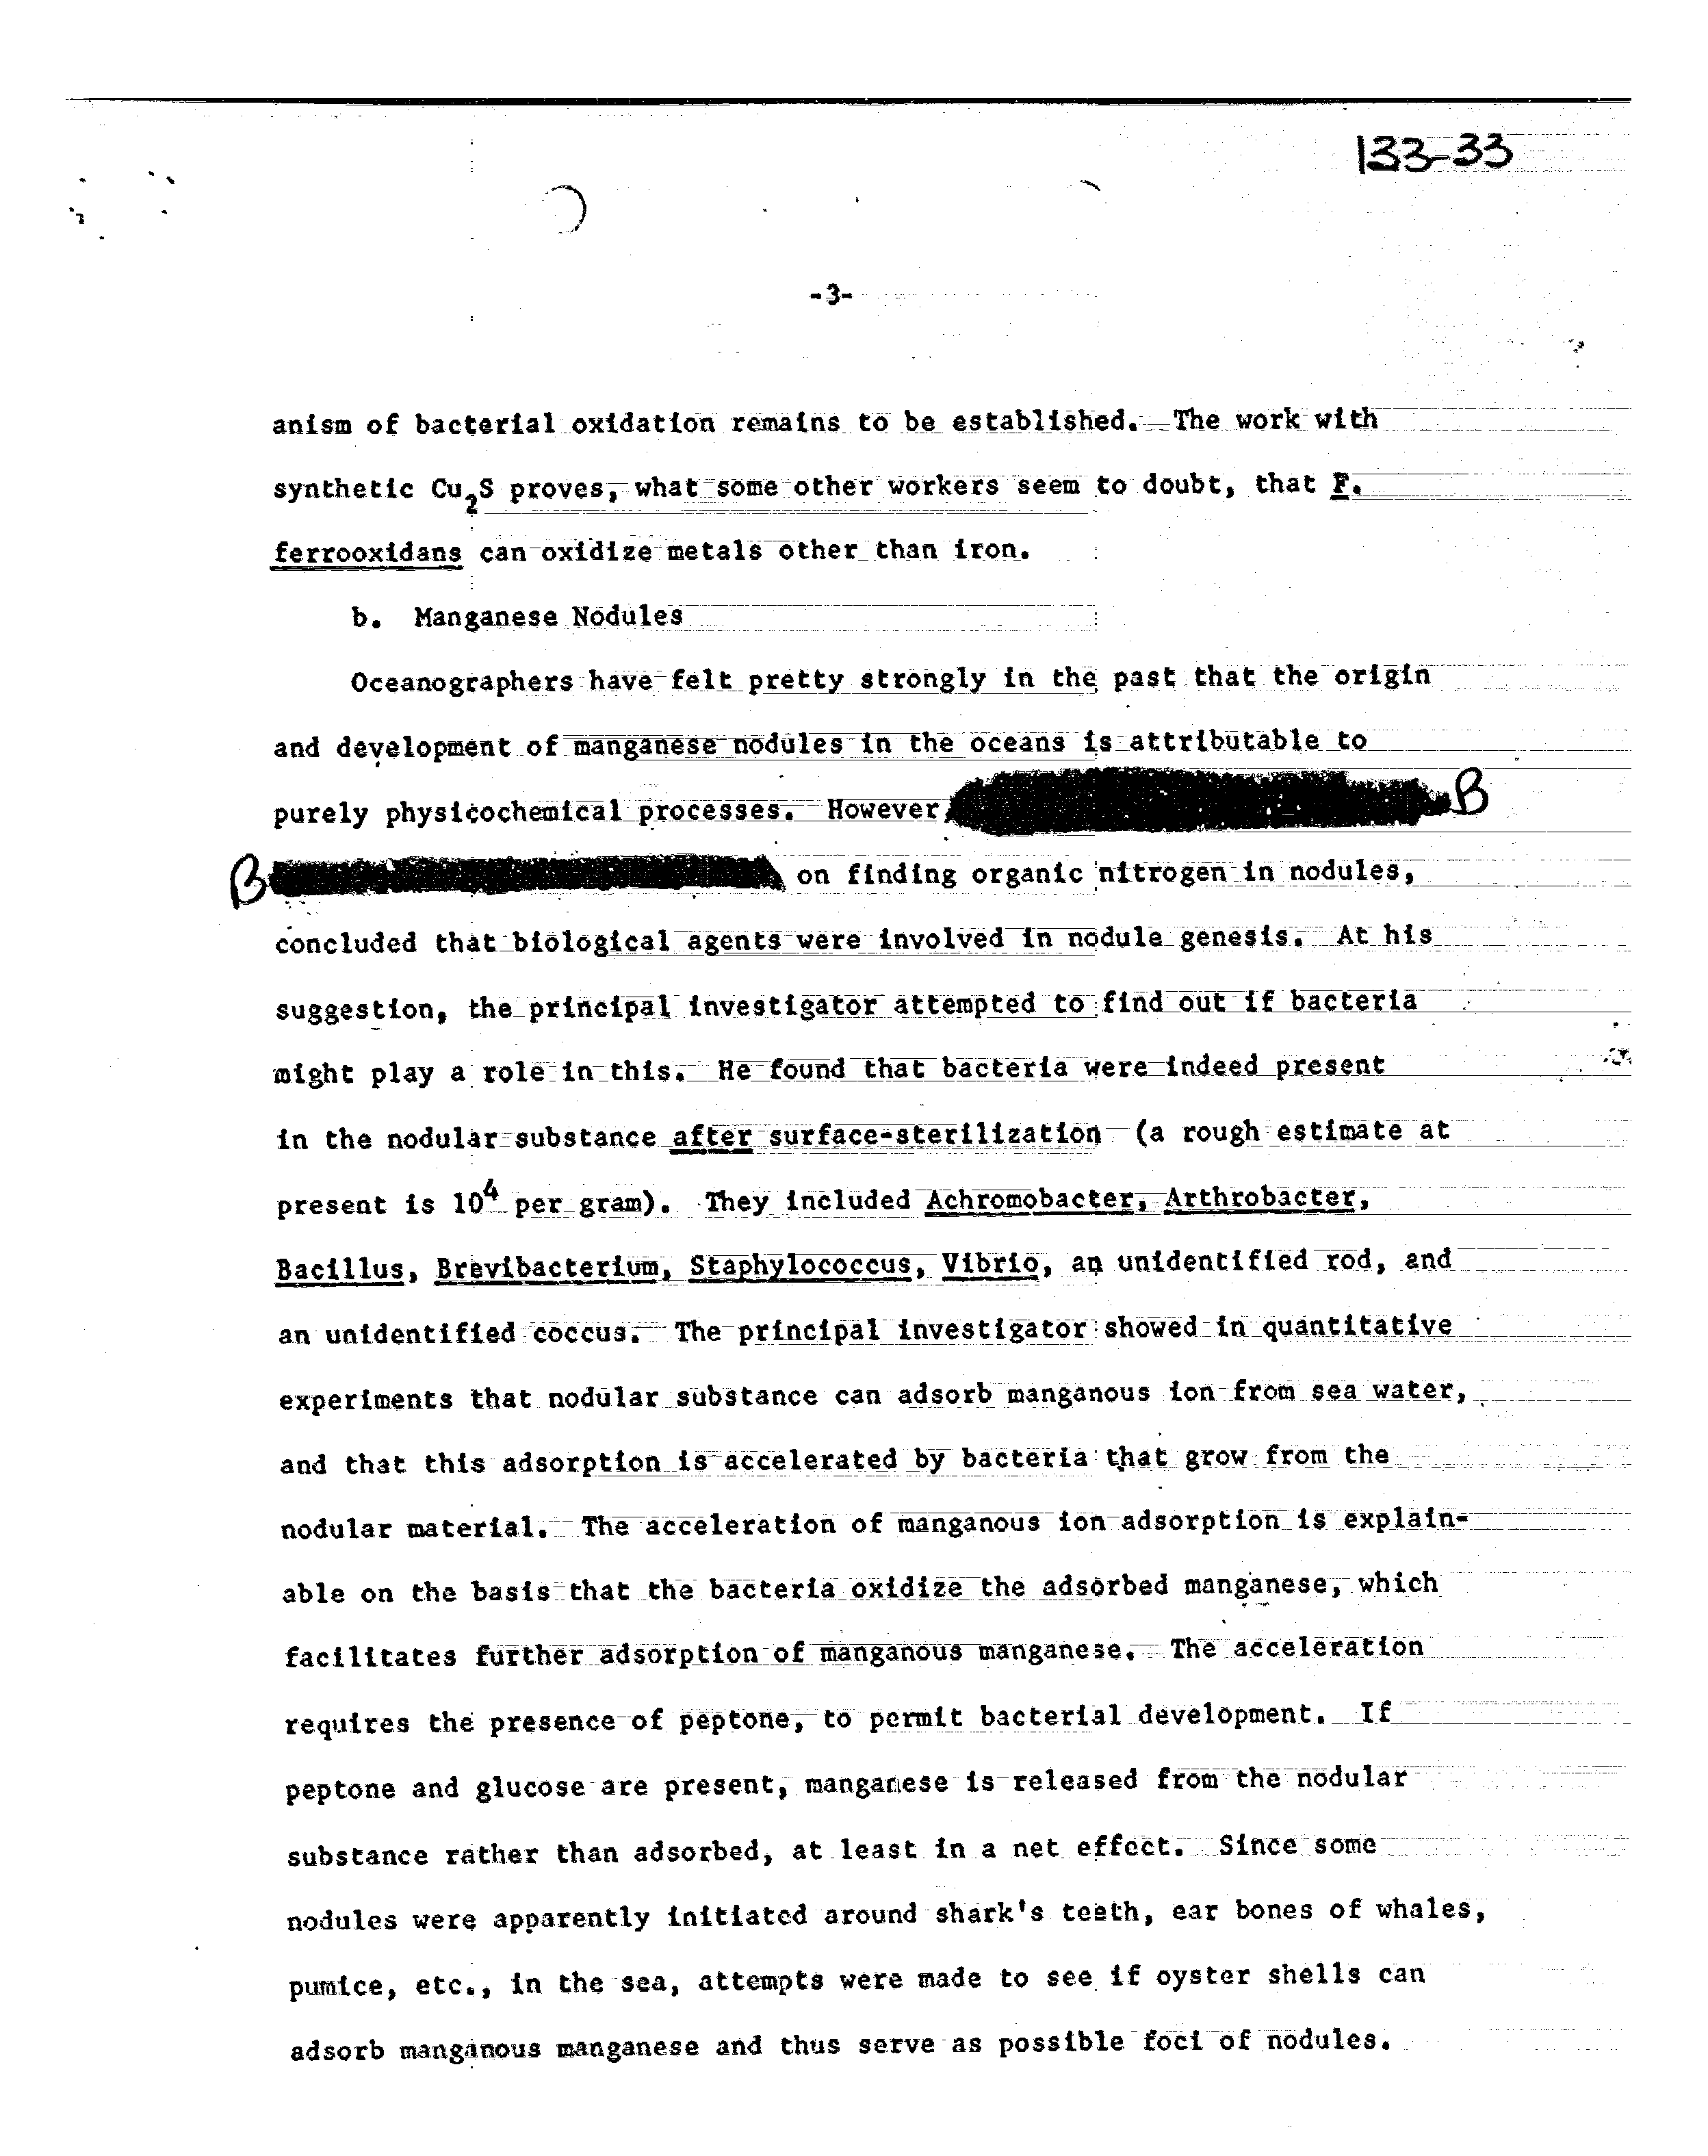 133-33
-3-
anism of bacterial oxidation remains to be established. The work with
synthetic Cu2S proves, what some other workers seem to doubt, that F.
ferrooxidans can oxidize metals other than iron.
b. Manganese Nodules
Oceanographers have felt pretty strongly in the past that the origin
and development of manganese nodules in the oceans is attributable to
purely physicochemical processes. However, B
B on finding organic nitrogen in nodules,
concluded that biological agents were involved in nodule genesis. At his
suggestion, the principal investigator attempted to find out if bacteria
might play a role in this. He found that bacteria were indeed present
in the nodular substance after surface-sterilization (a rough estimate at
present is 10^4 per gram). They included Achromobacter, Arthrobacter,
Bacillus, Brevibacterium, Staphylococcus, Vibrio, an unidentified rod, and
an unidentified coccus. The principal investigator showed in quantitative
experiments that nodular substance can adsorb manganous ion from sea water,
and that this adsorption is accelerated by bacteria that grow from the
nodular material. The acceleration of manganous ion adsorption is explain-
able on the basis that the bacteria oxidize the adsorbed manganese, which
facilitates further adsorption of manganous manganese. The acceleration
requires the presence of peptone, to permit bacterial development. If
peptone and glucose are present, manganese is released from the nodular
substance rather than adsorbed, at least in a net effect. Since some
nodules were apparently initiated around shark's teeth, ear bones of whales,
pumice, etc., in the sea, attempts were made to see if oyster shells can
adsorb manganous manganese and thus serve as possible foci of nodules.